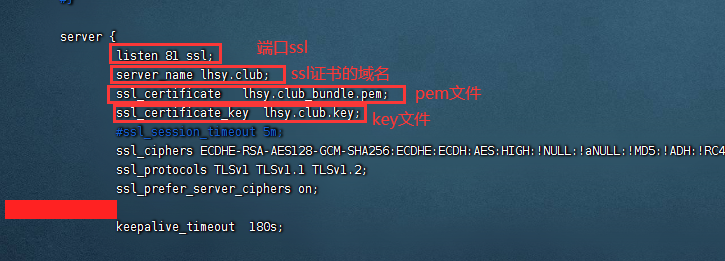 server {
listen 81 ssl; 端口ssl
server name lhsy.club; ssl证书的域名
ssl_certificate lhsy.club_bundle.pem; pem文件
ssl_certificate_key lhsy.club.key; key文件
#ssl_session_timeout 5m;
ssl_ciphers ECDHE-RSA-AES128-GCM-SHA256:ECDHE:ECDH:AES:HIGH:!NULL:!aNULL:!MD5:!ADH:!RC4
ssl_protocols TLSv1 TLSv1.1 TLSv1.2;
ssl_prefer_server_ciphers on;
keepalive_timeout 180s;